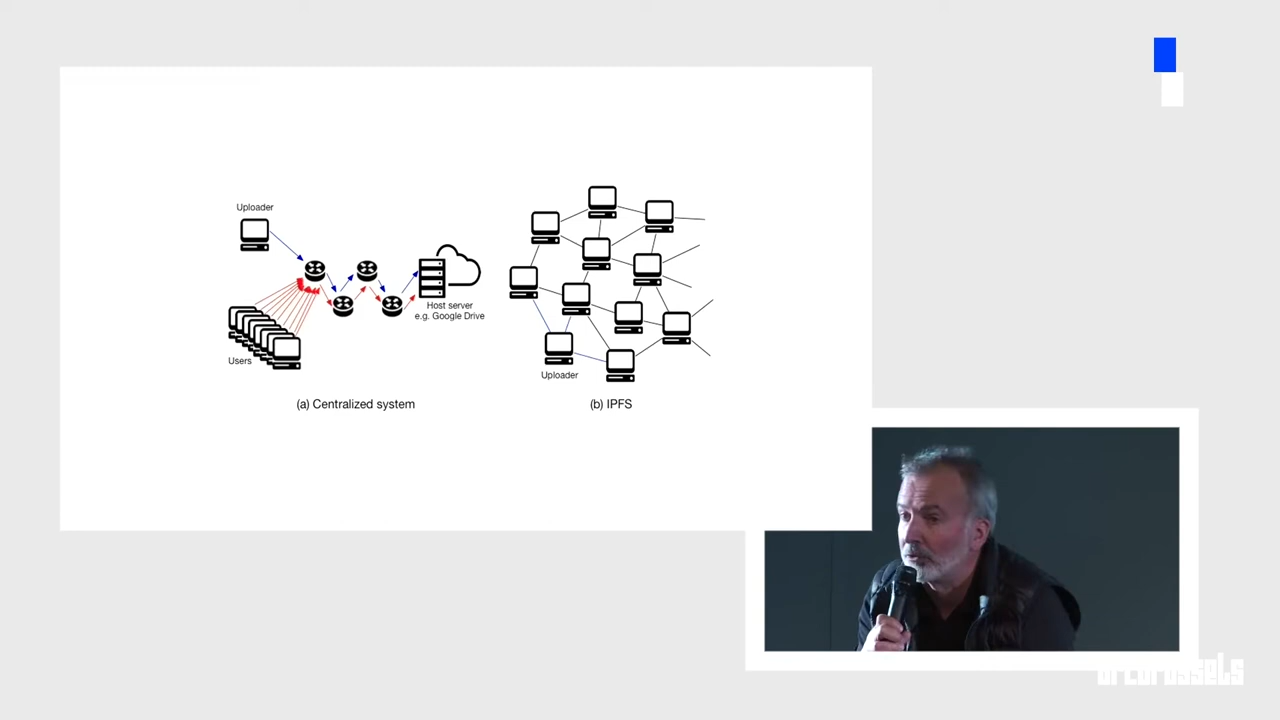 Uploader
Host server
e.g. Google Drive
Users
Uploader
(a) Centralized system
(b) IPFS